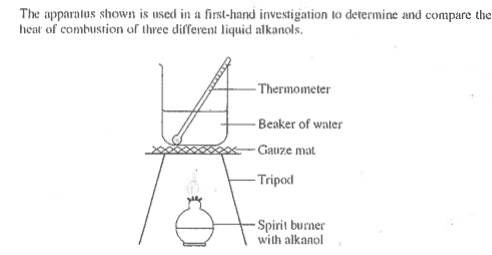 The apparatus shown is used in a first-hand investigation to determine and compare the
heat of combustion of three different liquid alkanols.
Thermometer
Beaker of water
Gauze mat
Tripod
Spirit burner
with alkanol